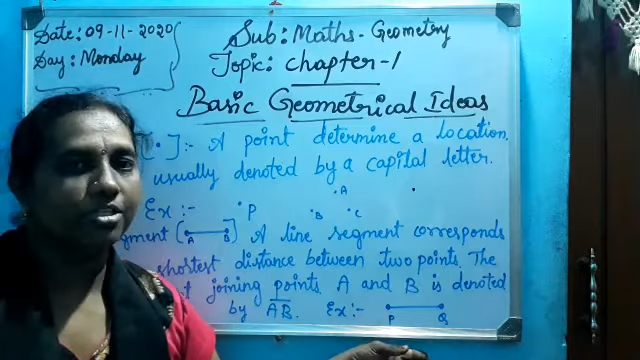 Date: 09-11-2020
Day: Monday
Sub: Maths - Geometry
Topic: Chapter-1
Basic Geometrical Ideas
[•]:- A point determine a location.
usually denoted by a capital letter.
Ex :- •P •A •B •C
gment [A B] A line segment corresponds
shortest distance between two points. The
joining points A and B is denoted
by AB. Ex:- P Q